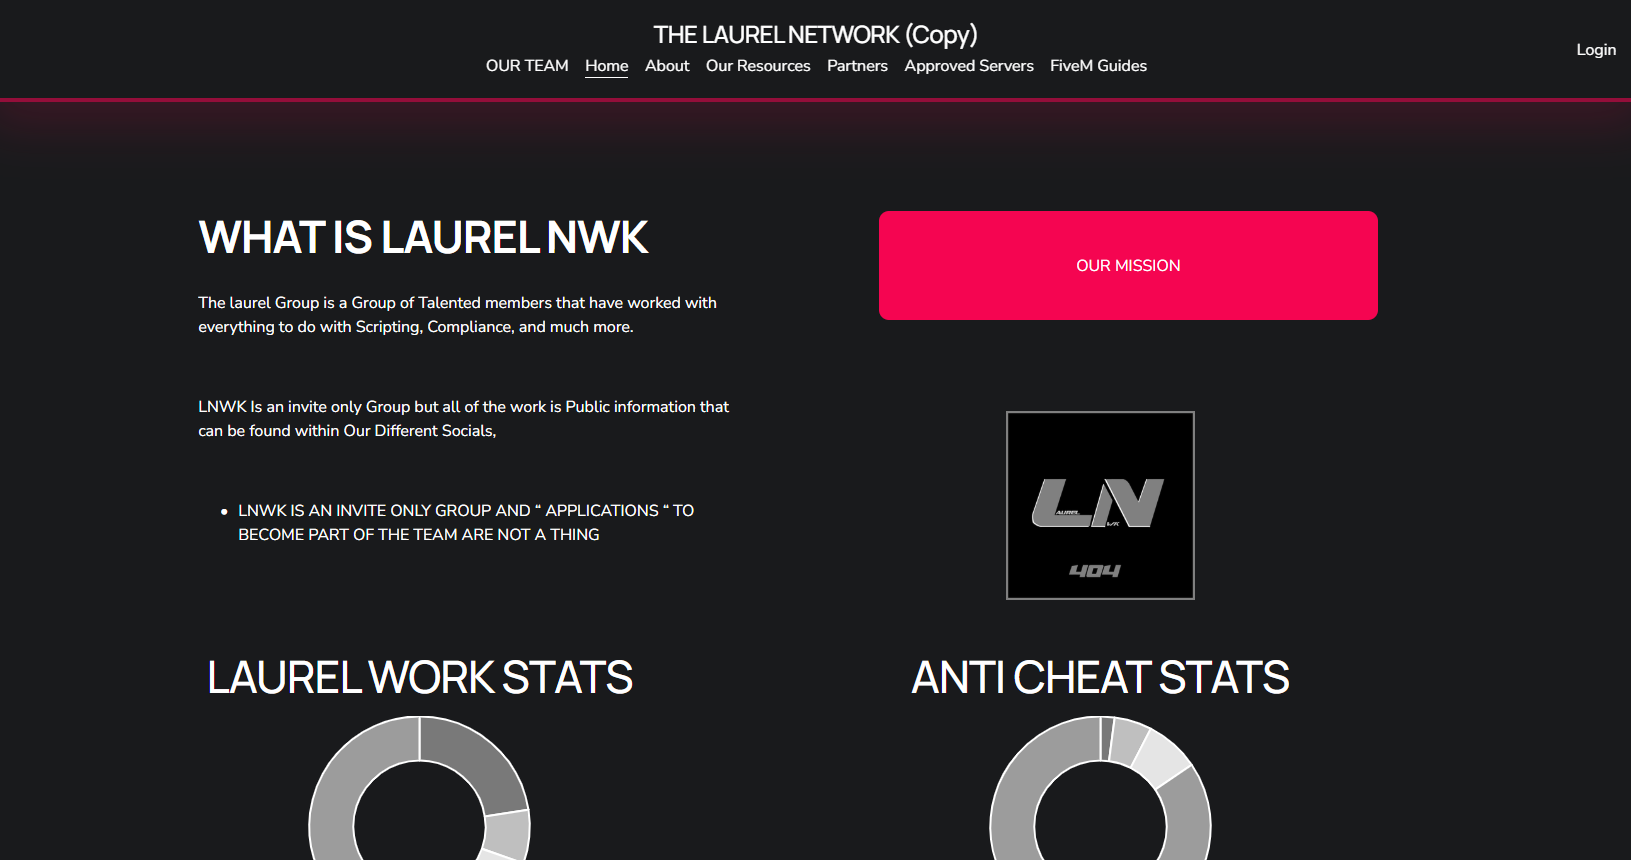 THE LAUREL NETWORK (Copy)
OUR TEAM Home About Our Resources Partners Approved Servers FiveM Guides
Login
WHAT IS LAUREL NWK
The laurel Group is a Group of Talented members that have worked with
everything to do with Scripting, Compliance, and much more.
LNWK Is an invite only Group but all of the work is Public information that
can be found within Our Different Socials,
• LNWK IS AN INVITE ONLY GROUP AND “ APPLICATIONS “ TO
BECOME PART OF THE TEAM ARE NOT A THING
OUR MISSION
LN
AUREL
WK
404
LAUREL WORK STATS
ANTI CHEAT STATS